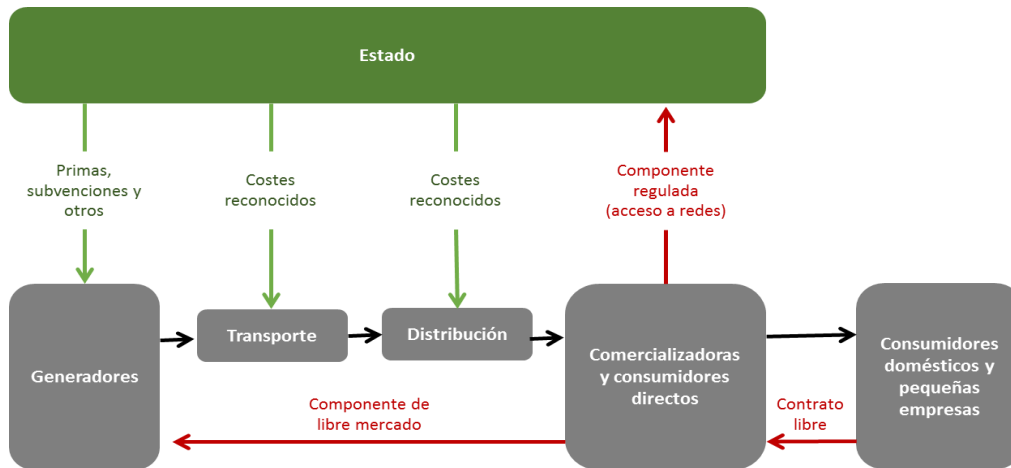 Estado
Primas,
subvenciones y
otros
Costes
reconocidos
Costes
reconocidos
Componente
regulada
(acceso a redes)
Generadores
Transporte
Distribución
Comercializadoras
y consumidores
directos
Consumidores
domésticos y
pequeñas
empresas
Componente de
libre mercado
Contrato
libre